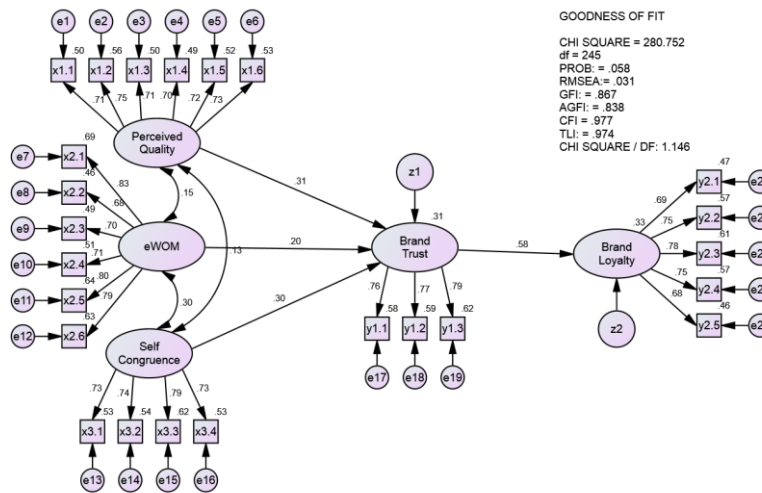 GOODNESS OF FIT
CHI SQUARE = 280.752
df = 245
PROB: = .058
RMSEA:= .031
GFI: = .867
AGFI: = .838
CFI: = .977
TLI: = .974
CHI SQUARE / DF: 1.146
e1 e2 e3 e4 e5 e6
.50 .56 .50 .49 .52 .53
x1.1 x1.2 x1.3 x1.4 x1.5 x1.6
.71 .75 .71 .70 .72 .73
Perceived
Quality
e7 x2.1 .69 .83
e8 x2.2 .46 .68
e9 x2.3 .49 .70
e10 x2.4 .51 .71
e11 x2.5 .64 .80
e12 x2.6 .63 .79
eWOM
.15
.13
.30
Self
Congruence
.73 .74 .79 .73
.53 .54 .62 .53
x3.1 x3.2 x3.3 x3.4
e13 e14 e15 e16
.31
.20
.30
z1
.31
Brand
Trust
.76 .77 .79
.58 .59 .62
y1.1 y1.2 y1.3
e17 e18 e19
.58
.33
Brand
Loyalty
z2
.69 y2.1 .47 e2
.75 y2.2 .57 e2
.78 y2.3 .61 e2
.75 y2.4 .57 e2
.68 y2.5 .46 e2